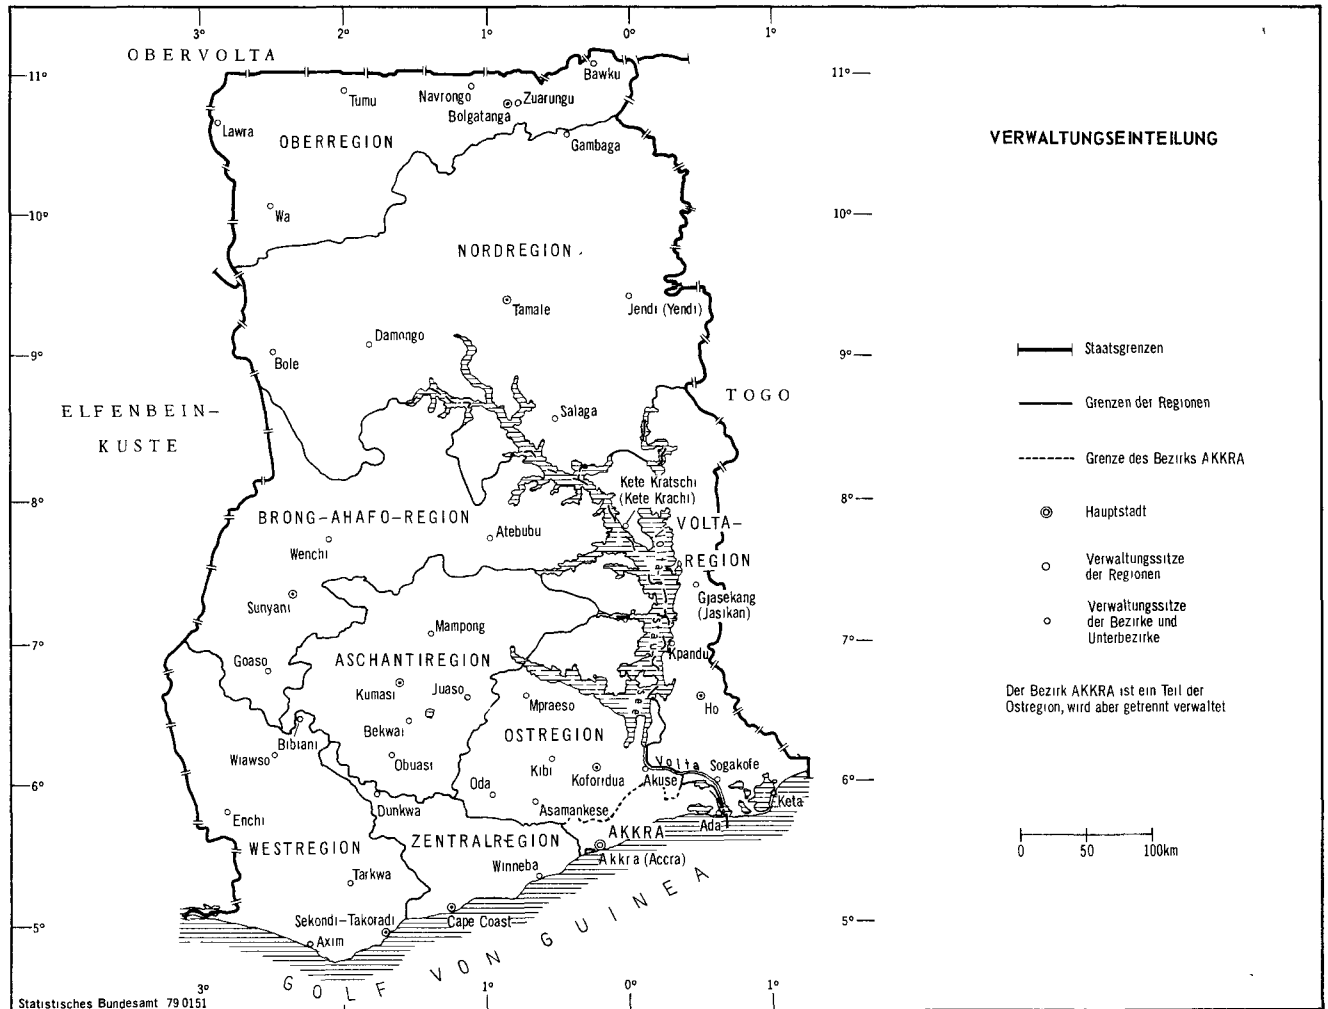 3°
2°
1°
0°
1°
OBERVOLTA
11°
Bawku
11°
Tumu
Navrongo
Zuarungu
Bolgatanga
Lawra
OBERREGION
Gambaga
VERWALTUNGSEINTEILUNG
Wa
10°
10°
NORDREGION
Tamale
Jendi (Yendi)
Damongo
Bole
9°
9°
Staatsgrenzen
TOGO
ELFENBEIN-
KUSTE
Salaga
Grenzen der Regionen
Grenze des Bezirks AKKRA
Kete Kratschi
(Kete Krachi)
8°
8°
BRONG-AHAFO-REGION
Atebubu
VOLTA-
REGION
Hauptstadt
Wenchi
Verwaltungssitze
der Regionen
Gjasekang
(Jasikan)
Sunyani
Verwaltungssitze
der Bezirke und
Unterbezirke
Mampong
7°
7°
Goaso
ASCHANTIREGION
Kpandu
Kumasi
Juaso
Mpraeso
Ho
Der Bezirk AKKRA ist ein Teil der
Ostregion, wird aber getrennt verwaltet
Bekwai
OSTREGION
Bibiani
Wiawso
Obuasi
Kibi
Koforidua
Volta
Akuse
Sogakofe
6°
6°
Oda
Asamankese
Keta
Dunkwa
Enchi
Ada
AKKRA
ZENTRALREGION
WESTREGION
Akkra (Accra)
0 50 100km
Winneba
Tarkwa
Cape Coast
Sekondi-Takoradi
Axim
5°
5°
GOLF VON GUINEA
3°
1°
0°
1°
Statistisches Bundesamt 79 0151